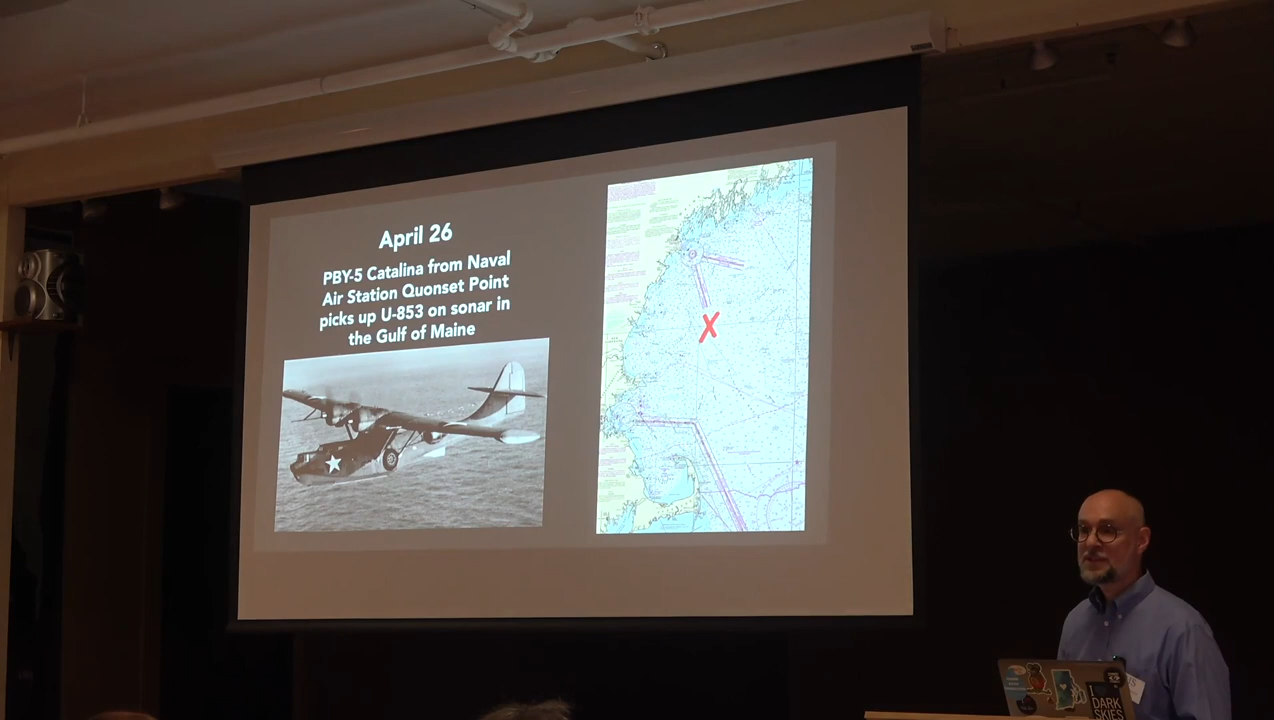 April 26
PBY-5 Catalina from Naval
Air Station Quonset Point
picks up U-853 on sonar in
the Gulf of Maine
I
DARK
SKIES